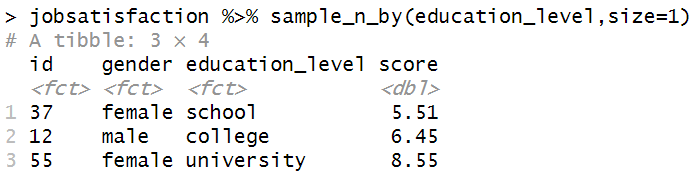 > jobsatisfaction %>% sample_n_by(education_level,size=1)
# A tibble: 3 × 4
  id    gender education_level score
  <fct> <fct>  <fct>           <dbl>
1 37    female school           5.51
2 12    male   college          6.45
3 55    female university       8.55